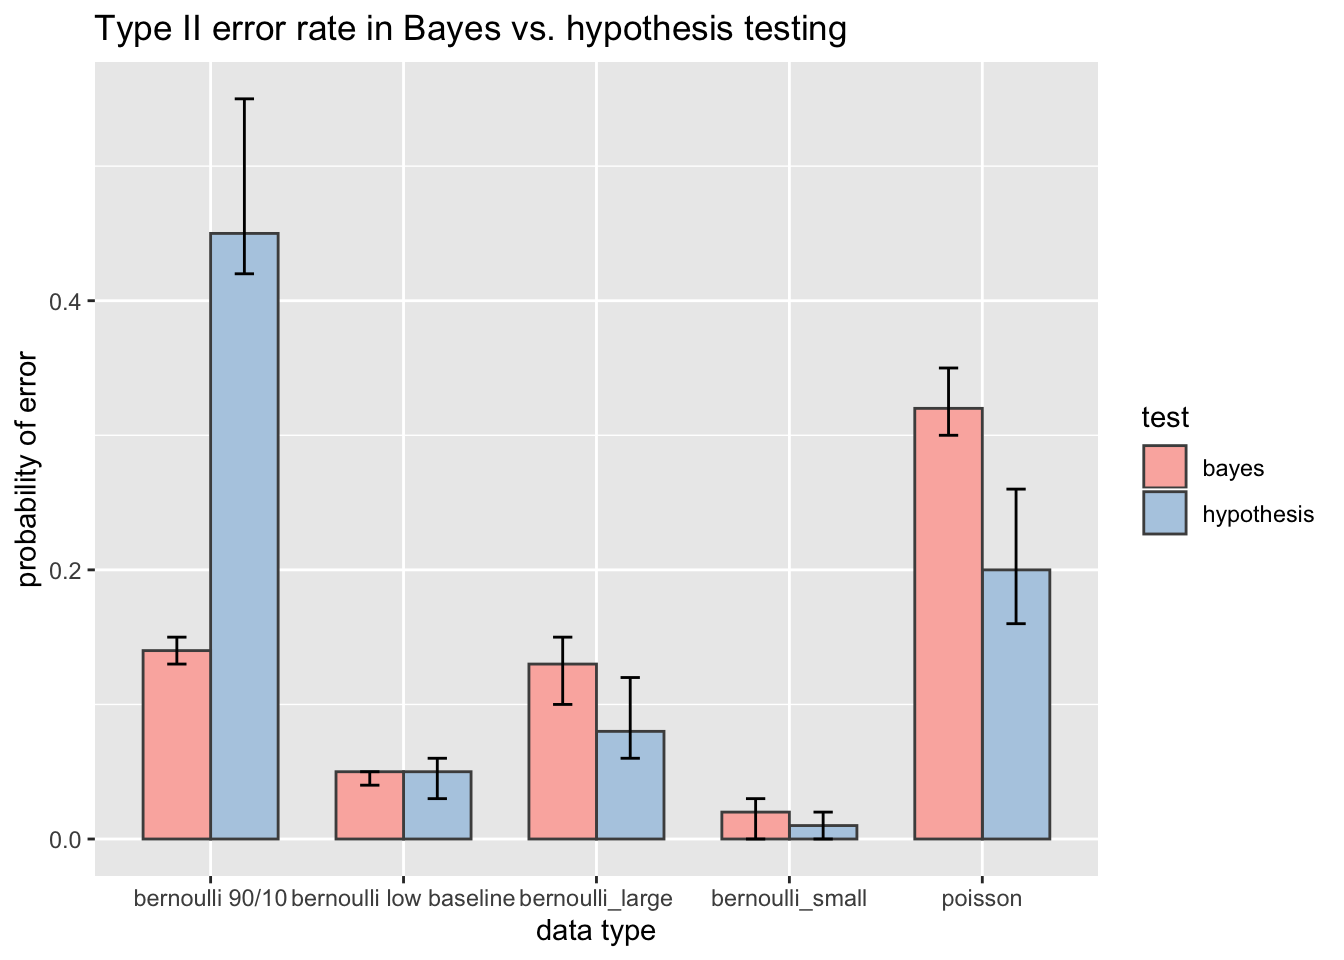 Type II error rate in Bayes vs. hypothesis testing
probability of error
0.4
0.2
0.0
bernoulli 90/10
bernoulli low baseline
bernoulli_large
bernoulli_small
poisson
data type
test
bayes
hypothesis